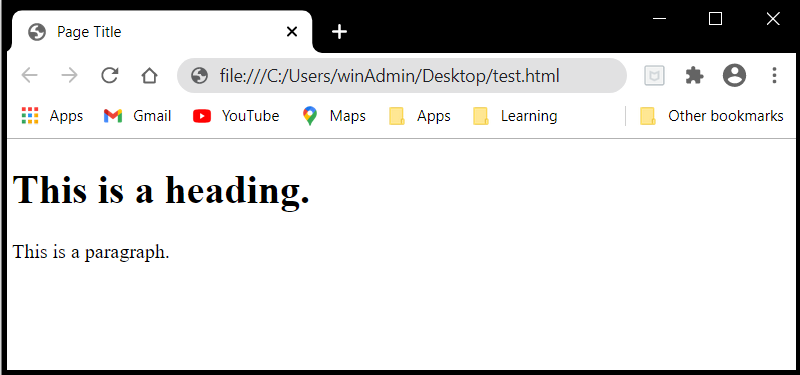 Page Title
file:///C:/Users/winAdmin/Desktop/test.html
Apps Gmail YouTube Maps Apps Learning Other bookmarks
This is a heading.
This is a paragraph.